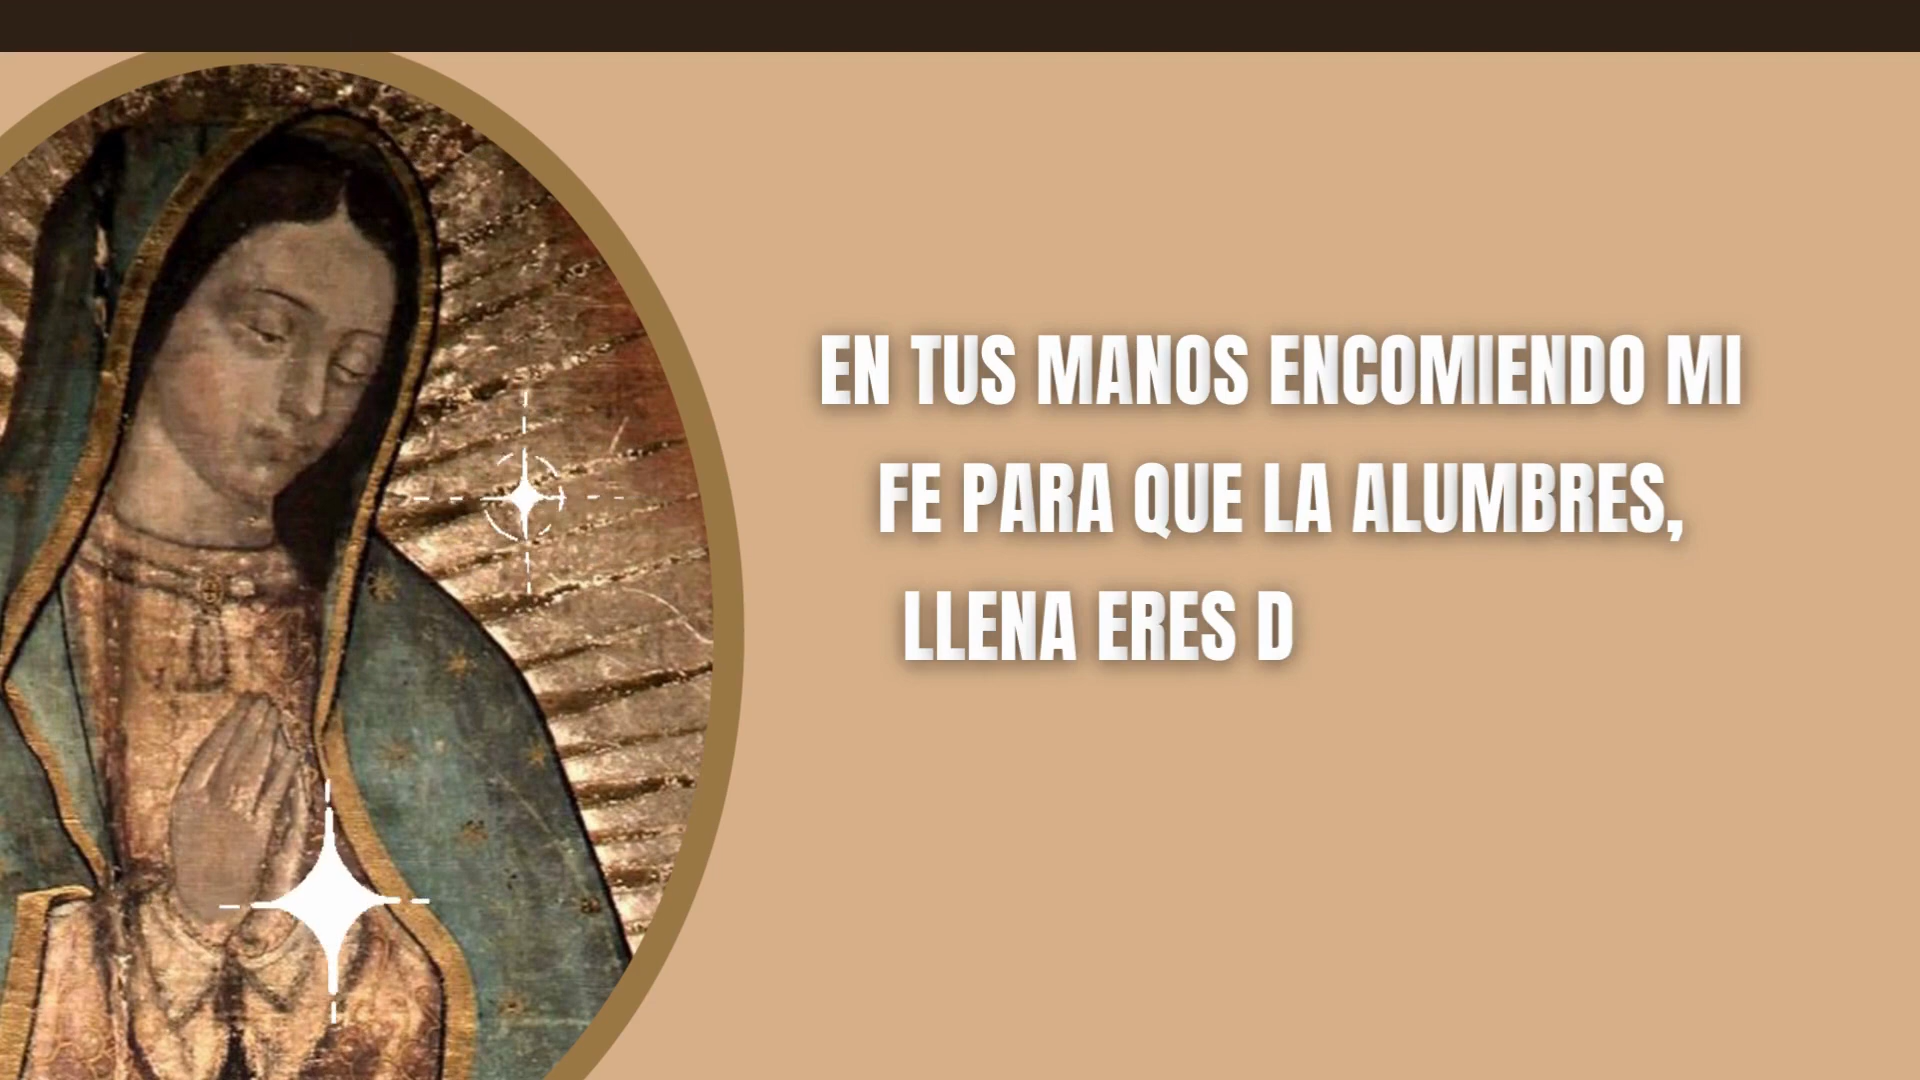 EN TUS MANOS ENCOMIENDO MI
FE PARA QUE LA ALUMBRES,
LLENA ERES D